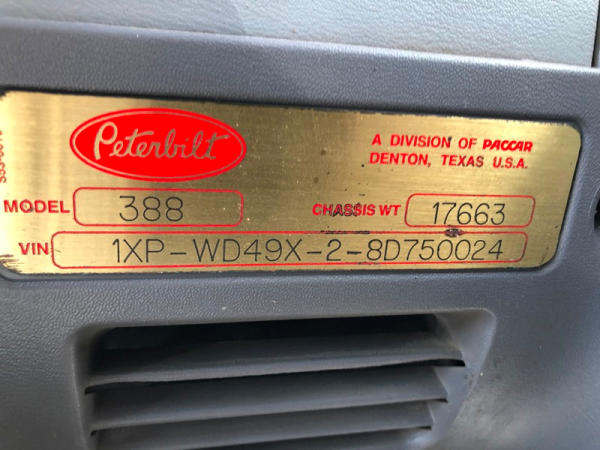 Peterbilt
A DIVISION OF PACCAR
DENTON, TEXAS U.S.A.
MODEL 388 CHASSIS WT 17663
VIN 1XP-WD49X-2-8D750024